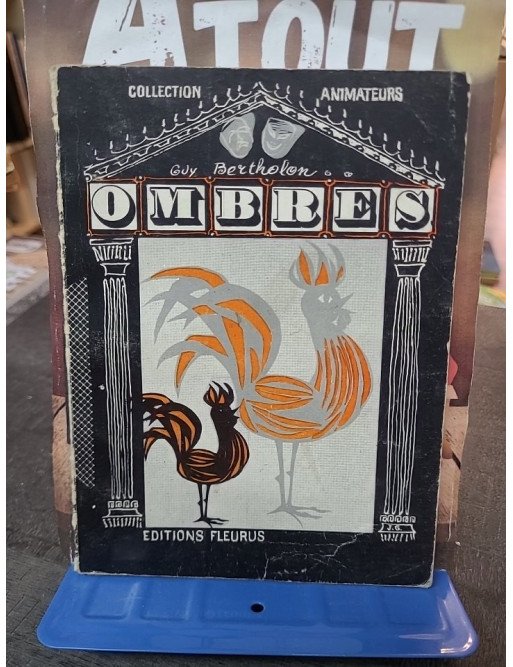 ATOUT
COLLECTION ANIMATEURS
Guy Bertholon
OMBRES
EDITIONS FLEURUS